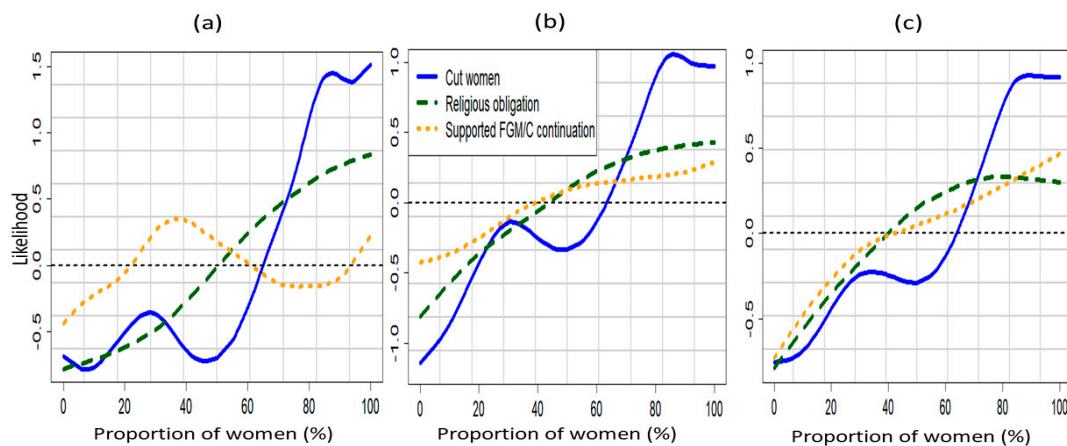 (a) (b) (c)
Cut women
Religious obligation
Supported FGM/C continuation
Likelihood
1.5
1.0
0.5
0.0
-0.5
1.0
0.5
0.0
-0.5
-1.0
1.0
0.5
0.0
-0.5
0 20 40 60 80 100
0 20 40 60 80 100
0 20 40 60 80 100
Proportion of women (%)
Proportion of women (%)
Proportion of women (%)